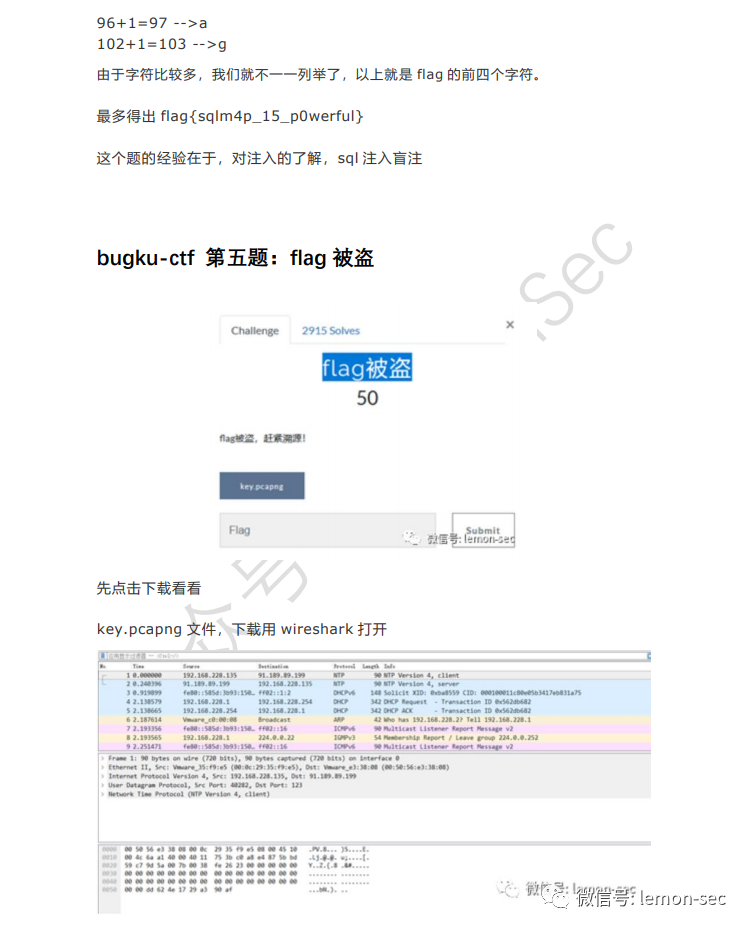 96+1=97 -->a
102+1=103 -->g
由于字符比较多，我们就不一一列举了，以上就是 flag 的前四个字符。
最多得出 flag{sqlm4p_15_p0werful}
这个题的经验在于，对注入的了解，sql 注入盲注
bugku-ctf 第五题：flag 被盗
Challenge
2915 Solves
×
flag被盗
50
flag被盗，赶紧溯源!
key.pcapng
Flag
Submit
微信号: lemon-sec
先点击下载看看
key.pcapng 文件，下载用 wireshark 打开
No. Time Source Destination Protocol Length Info
1 0.000000 192.168.228.135 91.189.89.199 NTP 90 NTP Version 4, client
2 0.240396 91.189.89.199 192.168.228.135 NTP 90 NTP Version 4, server
3 0.919899 fe80::585d:3b93:150… ff02::1:2 DHCPv6 148 Solicit XID: 0xba8559 CID: 000100011c80e05b3417eb831a75
4 2.138579 192.168.228.1 192.168.228.254 DHCP 342 DHCP Request - Transaction ID 0x562db682
5 2.138665 192.168.228.254 192.168.228.1 DHCP 342 DHCP ACK - Transaction ID 0x562db682
6 2.187614 Vmware_c0:00:08 Broadcast ARP 42 Who has 192.168.228.2? Tell 192.168.228.1
7 2.193356 fe80::585d:3b93:150… ff02::16 ICMPv6 90 Multicast Listener Report Message v2
8 2.193565 192.168.228.1 224.0.0.22 IGMPv3 54 Membership Report / Leave group 224.0.0.252
9 2.251471 fe80::585d:3b93:150… ff02::16 ICMPv6 90 Multicast Listener Report Message v2
Frame 1: 90 bytes on wire (720 bits), 90 bytes captured (720 bits) on interface 0
Ethernet II, Src: Vmware_35:f9:e5 (00:0c:29:35:f9:e5), Dst: Vmware_e3:38:08 (00:50:56:e3:38:08)
Internet Protocol Version 4, Src: 192.168.228.135, Dst: 91.189.89.199
User Datagram Protocol, Src Port: 40282, Dst Port: 123
Network Time Protocol (NTP Version 4, client)
0000 00 50 56 e3 38 08 00 0c 29 35 f9 e5 08 00 45 10
0010 00 4c 6a a1 40 00 40 11 75 3b c0 a8 e4 87 5b bd
0020 59 c7 9d 5a 00 7b 00 38 fe 26 23 00 00 00 00 00
0030 00 00 00 00 00 00 00 00 00 00 00 00 00 00 00 00
0040 00 00 00 00 00 00 00 00 00 00 00 00 00 00 00 00
0050 00 00 dd 62 4e 17 29 a3 90 af
微信号: lemon-sec
微信号: lemon-sec